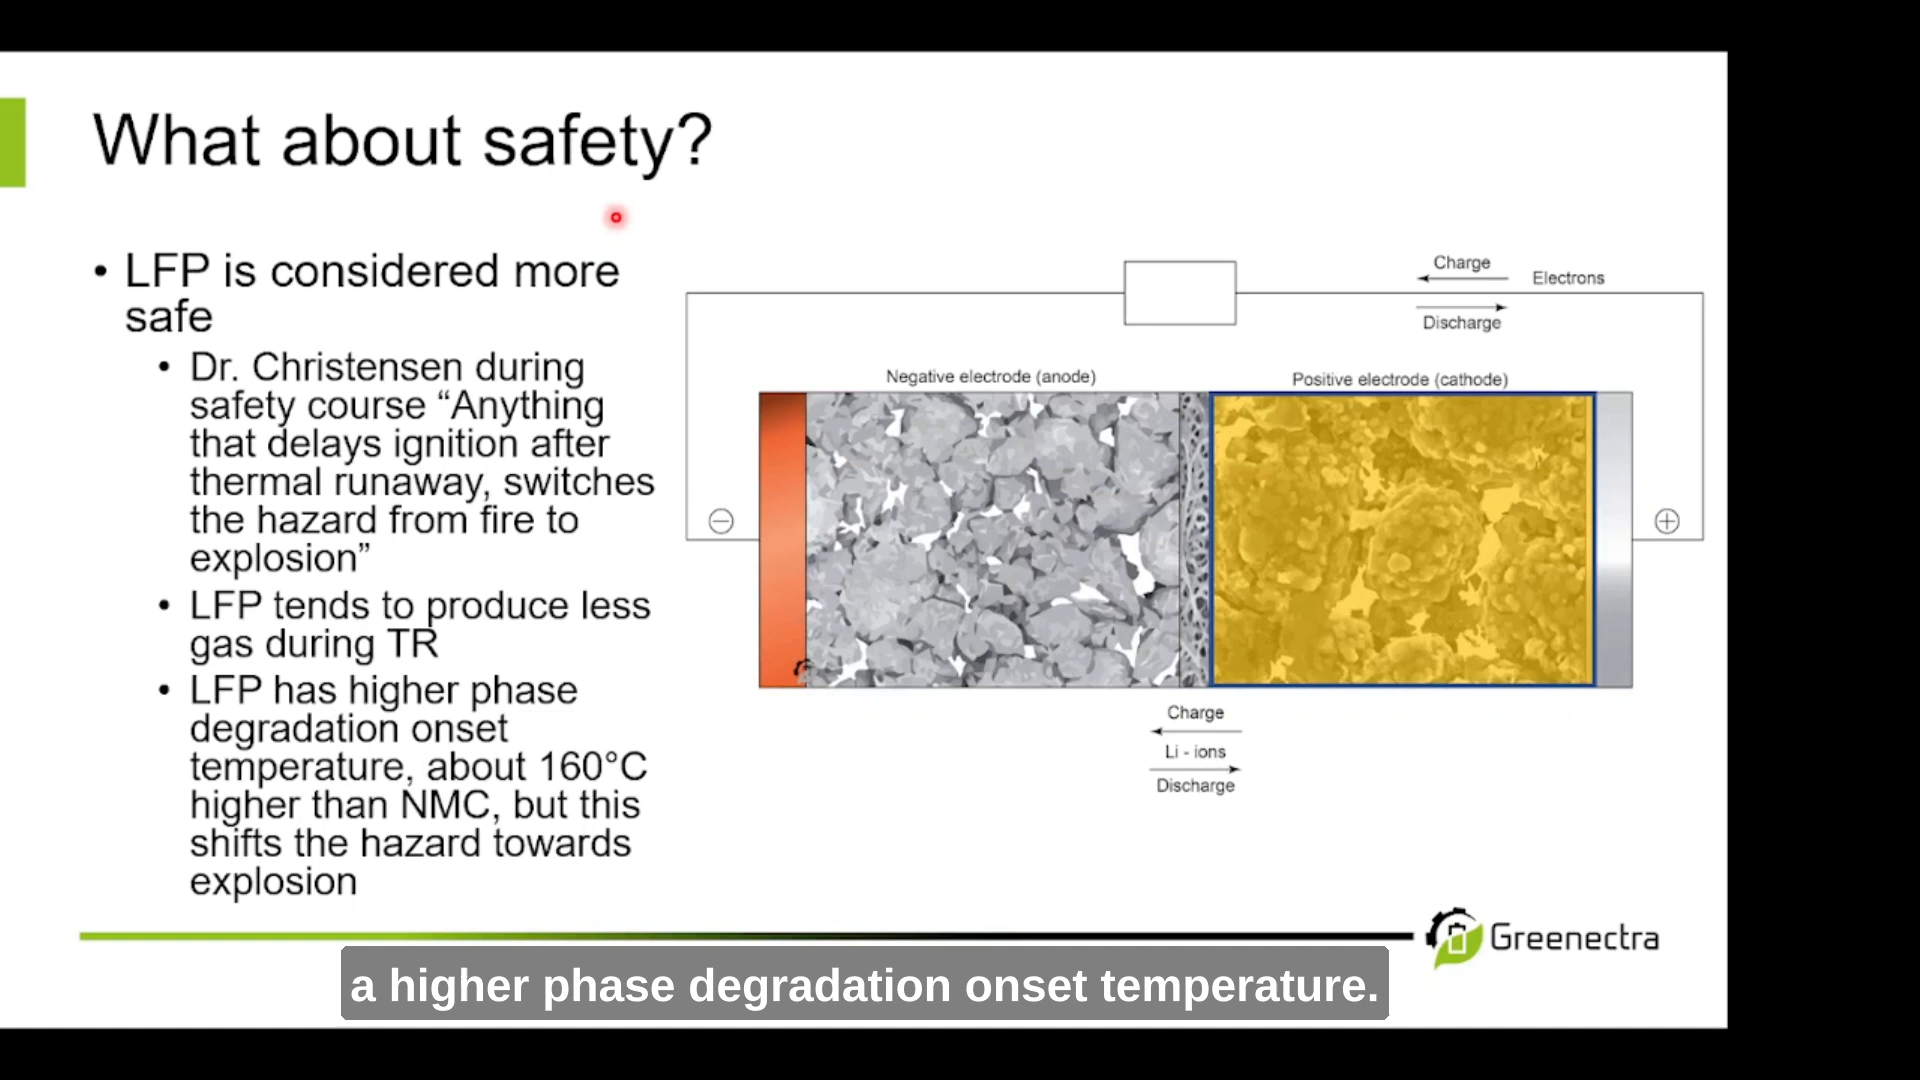 What about safety?
• LFP is considered more
safe
• Dr. Christensen during
safety course “Anything
that delays ignition after
thermal runaway, switches
the hazard from fire to
explosion”
• LFP tends to produce less
gas during TR
• LFP has higher phase
degradation onset
temperature, about 160°C
higher than NMC, but this
shifts the hazard towards
explosion
Charge
Electrons
Discharge
Negative electrode (anode)
Positive electrode (cathode)
Charge
Li - ions
Discharge
Greenectra
a higher phase degradation onset temperature.